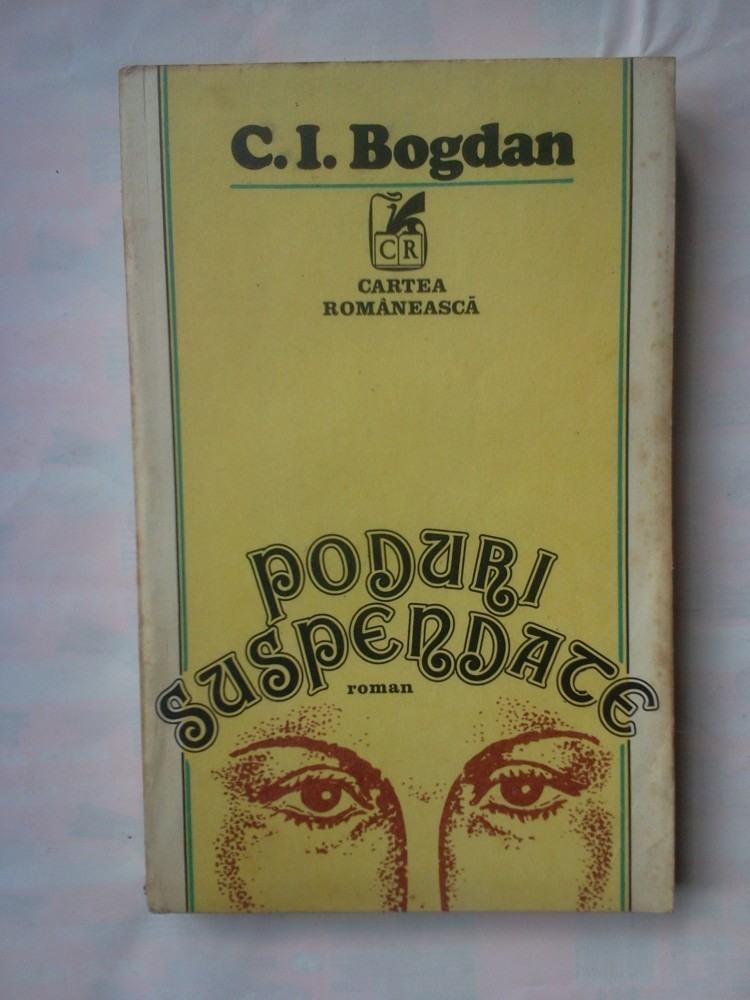 C. I. Bogdan
CR
CARTEA
ROMÂNEASCĂ
PODURI
SUSPENDATE
roman